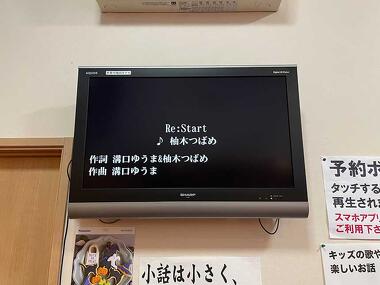 AQUOS
Re:Start
♪ 柚木つばめ
作詞 溝口ゆうま&柚木つばめ
作曲 溝口ゆうま
SHARP
予約ボ
タッチする
再生されま
スマホアプリ
ご利用下さ
キッズの歌や
楽しいお話
小話は小さく、
Panasonic